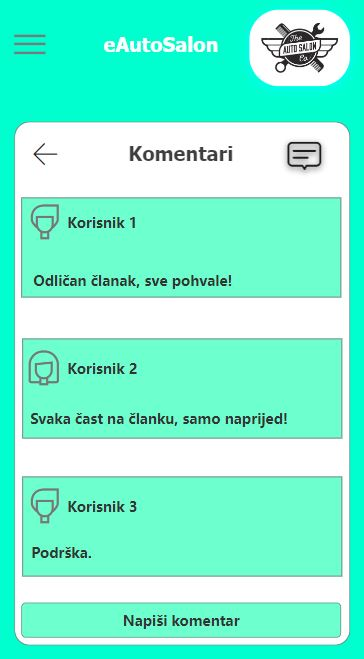 eAutoSalon
The
AUTO SALON
Co.
Komentari
Korisnik 1
Odličan članak, sve pohvale!
Korisnik 2
Svaka čast na članku, samo naprijed!
Korisnik 3
Podrška.
Napiši komentar